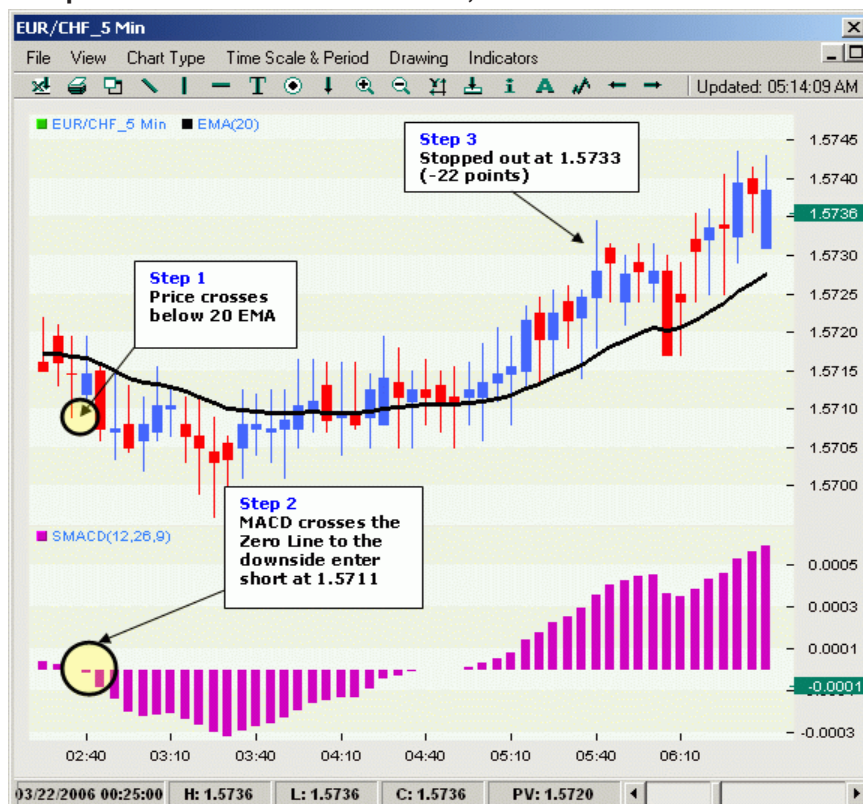 EUR/CHF_5 Min
File View Chart Type Time Scale & Period Drawing Indicators
T i A Updated: 05:14:09 AM
EUR/CHF_5 Min EMA(20)
Step 3
Stopped out at 1.5733
(-22 points)
Step 1
Price crosses
below 20 EMA
1.5745
1.5740
1.5736
1.5730
1.5725
1.5720
1.5715
1.5710
1.5705
1.5700
Step 2
MACD crosses the
Zero Line to the
downside enter
short at 1.5711
SMACD(12,26,9)
0.0005
0.0003
0.0001
-0.0001
-0.0003
02:40 03:10 03:40 04:10 04:40 05:10 05:40 06:10
03/22/2006 00:25:00 H: 1.5736 L: 1.5736 C: 1.5736 PV: 1.5720